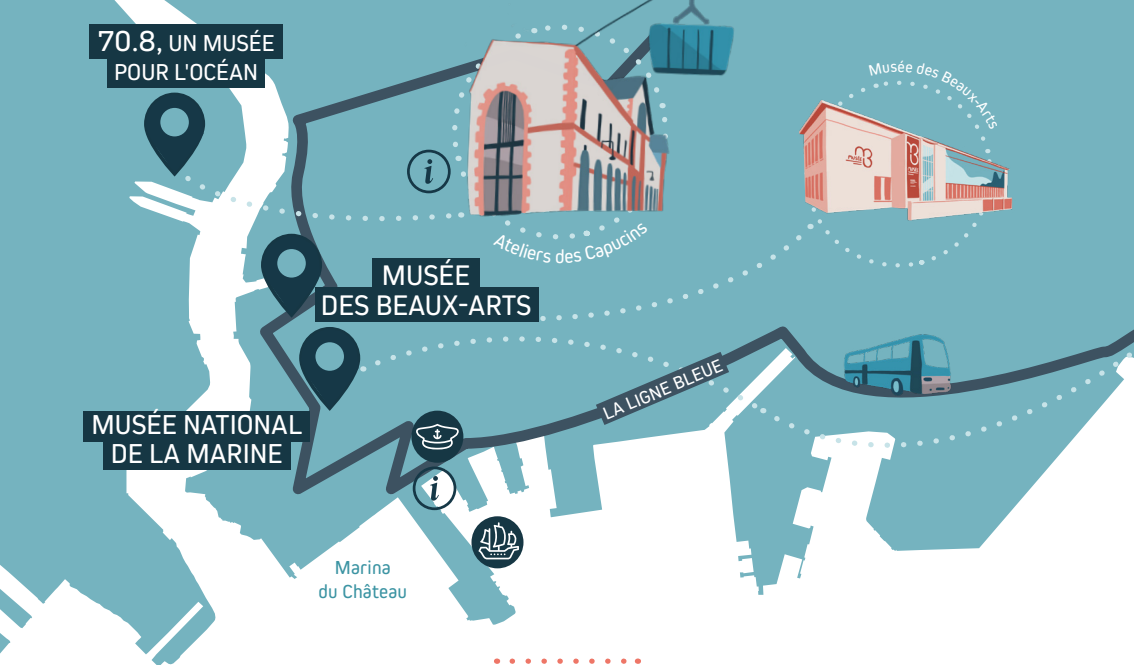 70.8, UN MUSÉE
POUR L'OCÉAN
Musée des Beaux-Arts
i
Ateliers des Capucins
MUSÉE
DES BEAUX-ARTS
LA LIGNE BLEUE
MUSÉE NATIONAL
DE LA MARINE
i
Marina
du Château